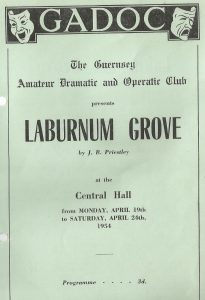 GADOC
The Guernsey
Amateur Dramatic and Operatic Club
presents
LABURNUM GROVE
by J. B. Priestley
at the
Central Hall
from MONDAY, APRIL 19th
to SATURDAY, APRIL 24th,
1954
Programme - - - - 3d.